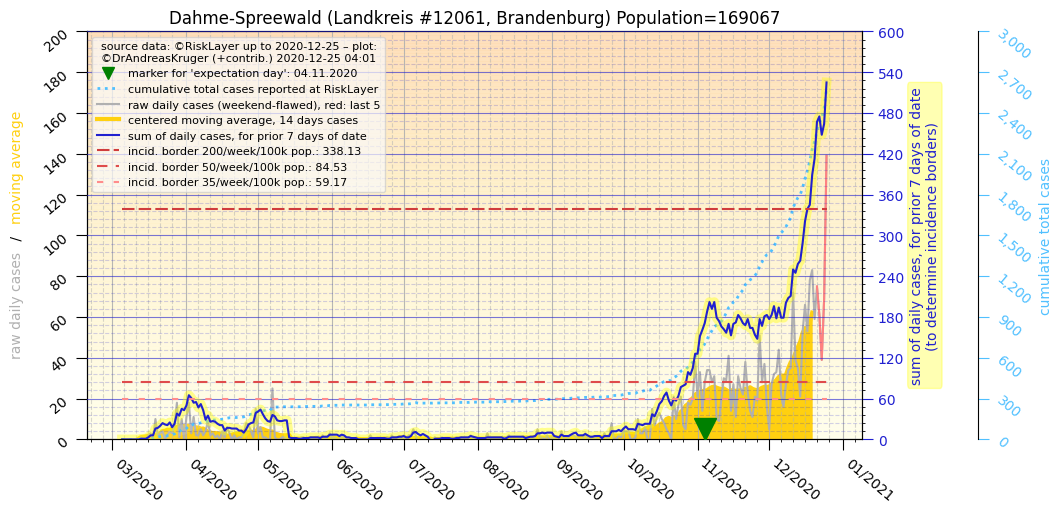 Dahme-Spreewald (Landkreis #12061, Brandenburg) Population=169067
source data: ©RiskLayer up to 2020-12-25 – plot:
©DrAndreasKruger (+contrib.) 2020-12-25 04:01
marker for 'expectation day': 04.11.2020
cumulative total cases reported at RiskLayer
raw daily cases (weekend-flawed), red: last 5
centered moving average, 14 days cases
sum of daily cases, for prior 7 days of date
incid. border 200/week/100k pop.: 338.13
incid. border 50/week/100k pop.: 84.53
incid. border 35/week/100k pop.: 59.17
raw daily cases / moving average
200
180
160
140
120
100
80
60
40
20
0
03/2020
04/2020
05/2020
06/2020
07/2020
08/2020
09/2020
10/2020
11/2020
12/2020
01/2021
600
540
480
420
360
300
240
180
120
60
0
sum of daily cases, for prior 7 days of date
(to determine incidence borders)
3,000
2,700
2,400
2,100
1,800
1,500
1,200
900
600
300
0
cumulative total cases